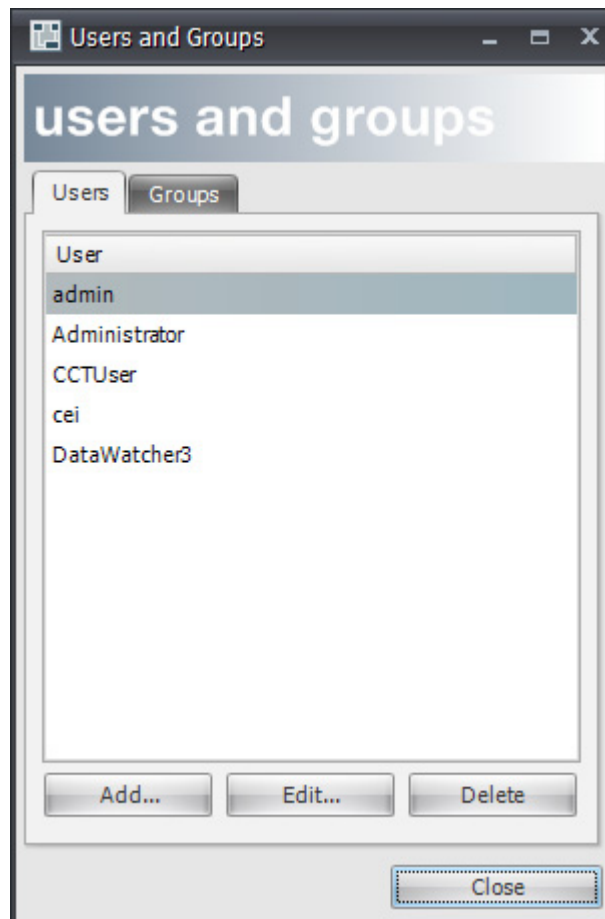 Users and Groups
users and groups
Users Groups
User
admin
Administrator
CCTUser
cei
DataWatcher3
Add... Edit... Delete
Close